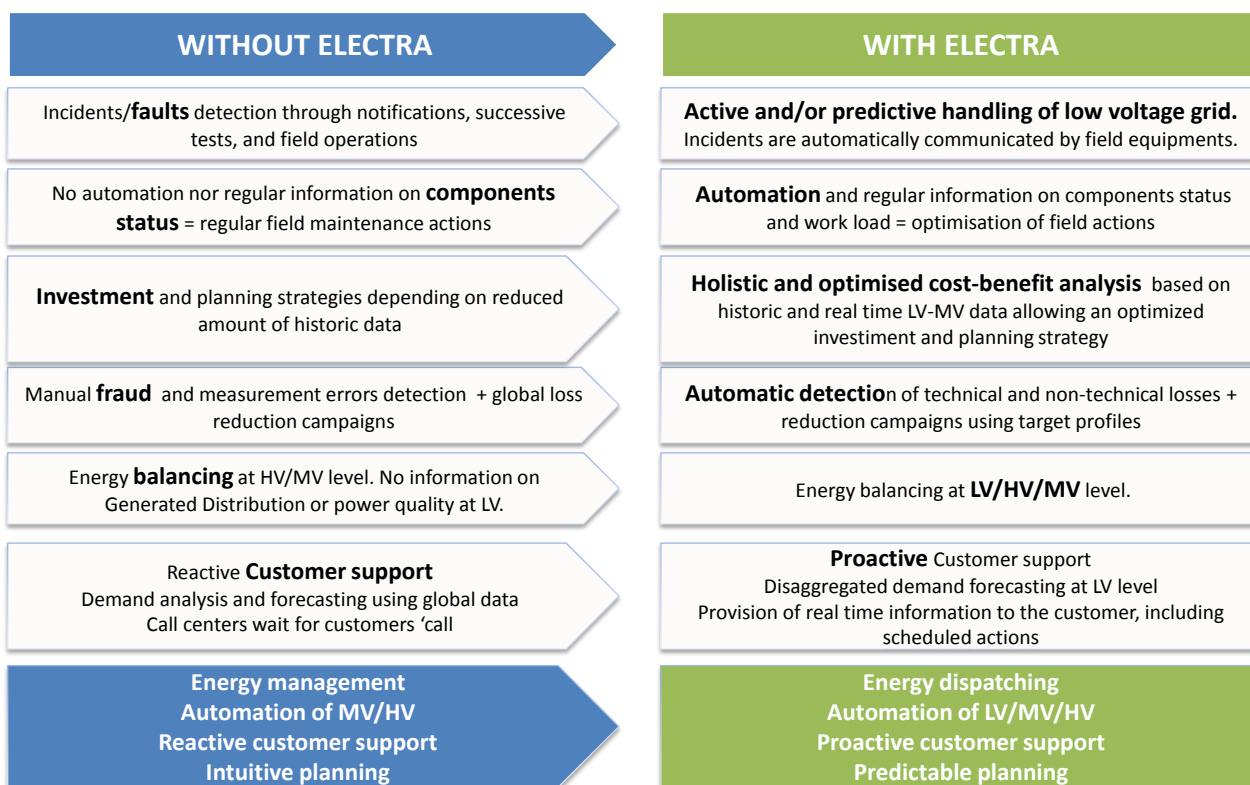 WITHOUT ELECTRA
WITH ELECTRA
Incidents/faults detection through notifications, successive
tests, and field operations
Active and/or predictive handling of low voltage grid.
Incidents are automatically communicated by field equipments.
No automation nor regular information on components
status = regular field maintenance actions
Automation and regular information on components status
and work load = optimisation of field actions
Investment and planning strategies depending on reduced
amount of historic data
Holistic and optimised cost-benefit analysis based on
historic and real time LV-MV data allowing an optimized
investiment and planning strategy
Manual fraud and measurement errors detection + global loss
reduction campaigns
Automatic detection of technical and non-technical losses +
reduction campaigns using target profiles
Energy balancing at HV/MV level. No information on
Generated Distribution or power quality at LV.
Energy balancing at LV/HV/MV level.
Reactive Customer support
Demand analysis and forecasting using global data
Call centers wait for customers ‘call
Proactive Customer support
Disaggregated demand forecasting at LV level
Provision of real time information to the customer, including
scheduled actions
Energy management
Automation of MV/HV
Reactive customer support
Intuitive planning
Energy dispatching
Automation of LV/MV/HV
Proactive customer support
Predictable planning